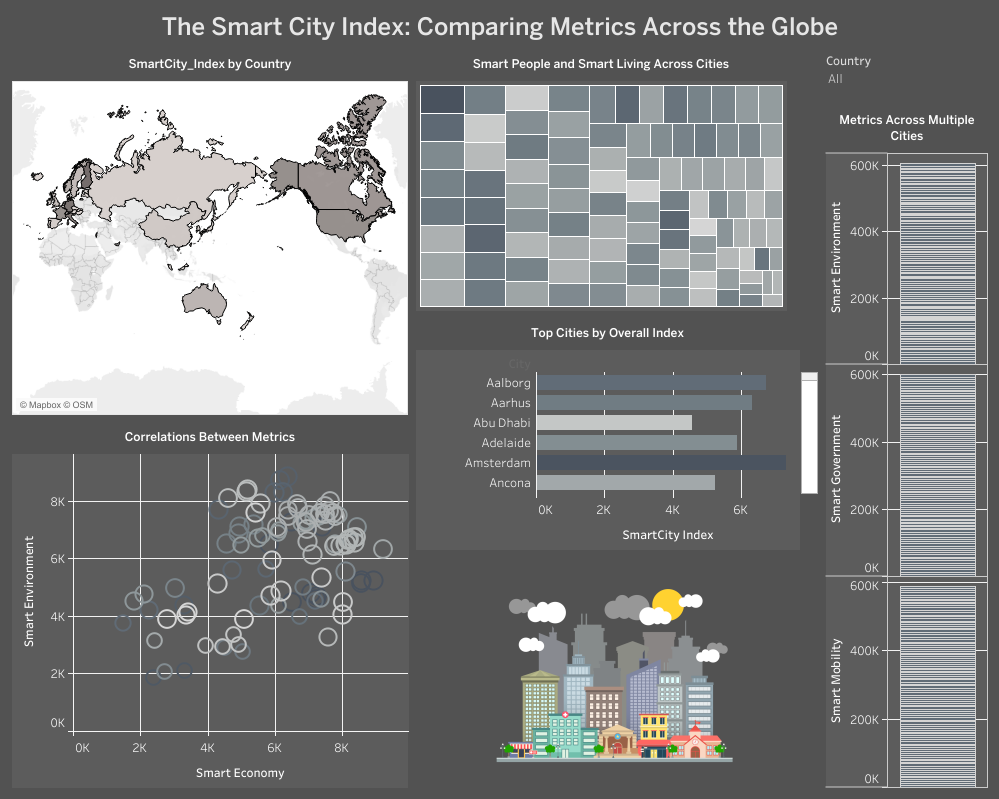 The Smart City Index: Comparing Metrics Across the Globe
SmartCity_Index by Country
© Mapbox © OSM
Smart People and Smart Living Across Cities
Country
All
Top Cities by Overall Index
City
Aalborg
Aarhus
Abu Dhabi
Adelaide
Amsterdam
Ancona
0K 2K 4K 6K
SmartCity Index
Correlations Between Metrics
Smart Environment
8K
6K
4K
2K
0K
0K 2K 4K 6K 8K
Smart Economy
Metrics Across Multiple
Cities
Smart Environment
600K
400K
200K
0K
Smart Government
600K
400K
200K
0K
Smart Mobility
600K
400K
200K
0K